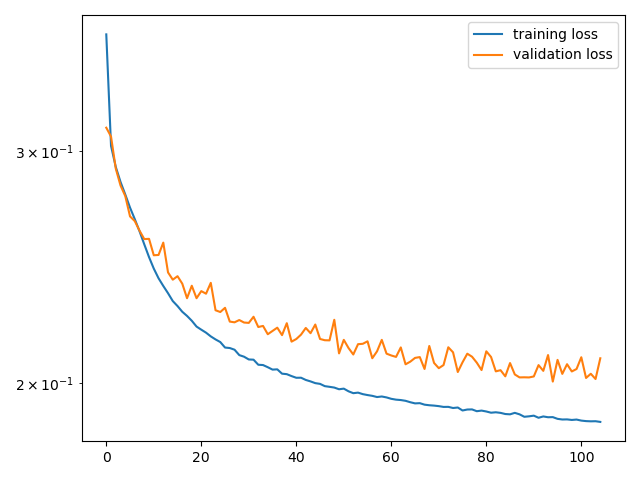 training loss
validation loss
3 × 10⁻¹
2 × 10⁻¹
0 20 40 60 80 100